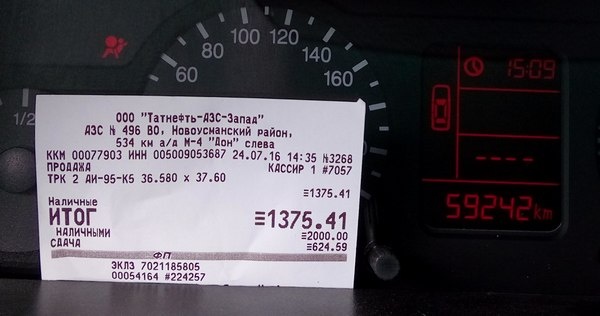 60
80
100
120
140
160
1/2
15:09
----
59242km
ООО "Татнефть-АЗС-Запад"
АЗС № 496 ВО, Новоусманский район,
534 км а/д М-4 "Дон" слева
ККМ 00077903 ИНН 005009053687 24.07.16 14:35 №3268
ПРОДАЖА КАССИР 1 #7057
ТРК 2 АИ-95-К5 36.580 x 37.60
≡1375.41
Наличные
ИТОГ ≡1375.41
НАЛИЧНЫМИ ≡2000.00
СДАЧА ≡624.59
ФП
ЭКЛЗ 7021185805
00054164 #224257